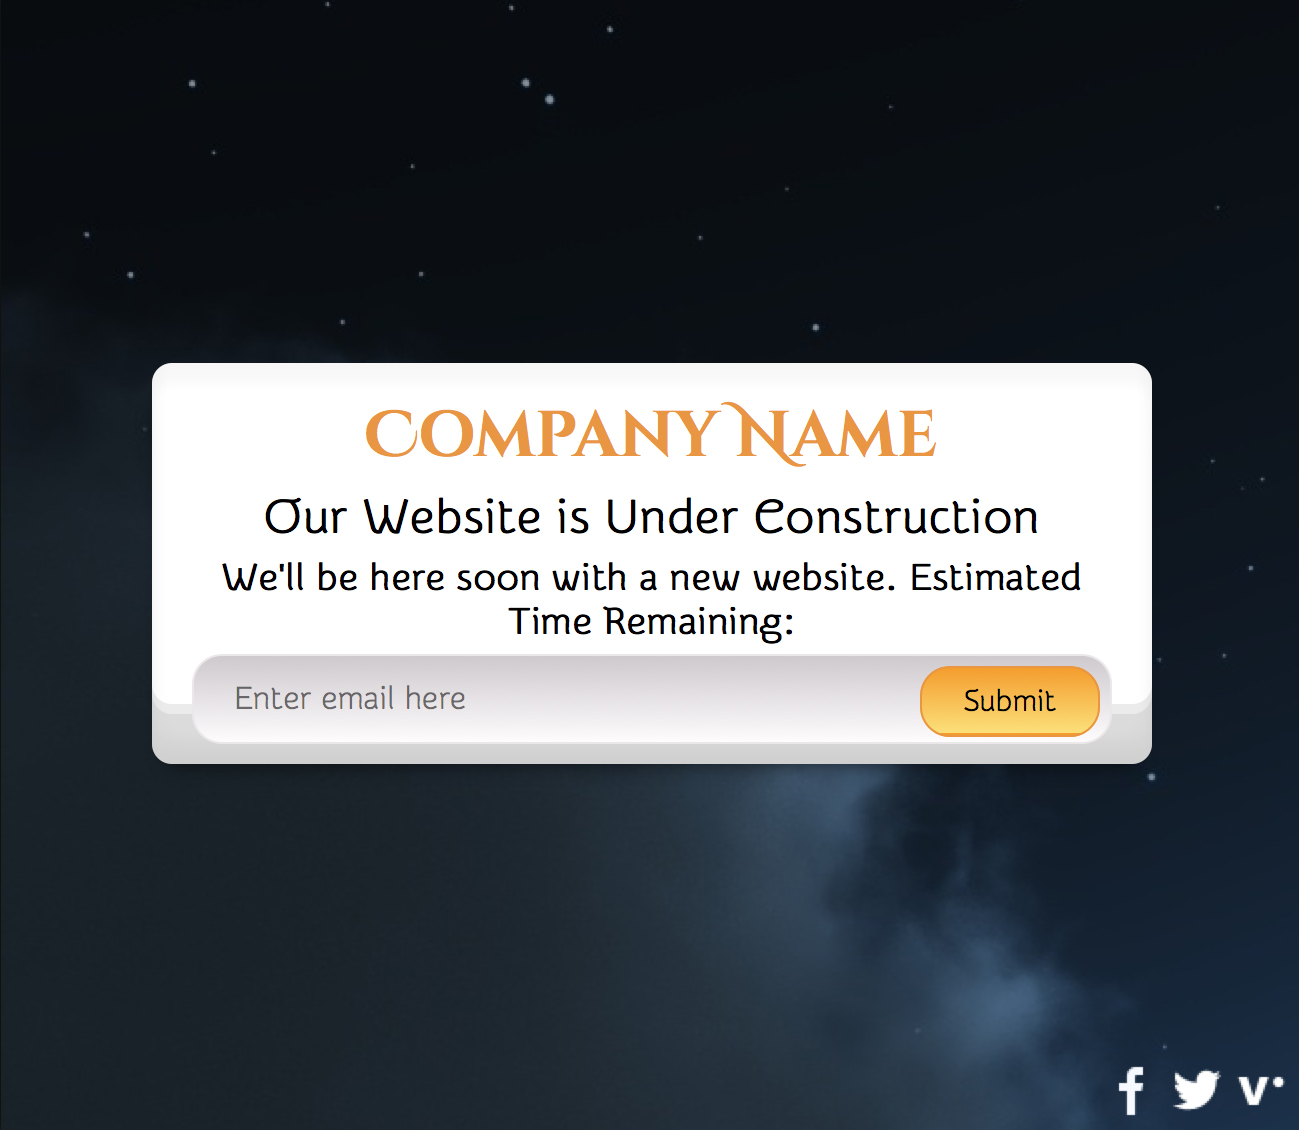 Company Name
Our Website is Under Construction
We'll be here soon with a new website. Estimated
Time Remaining:
Enter email here
Submit